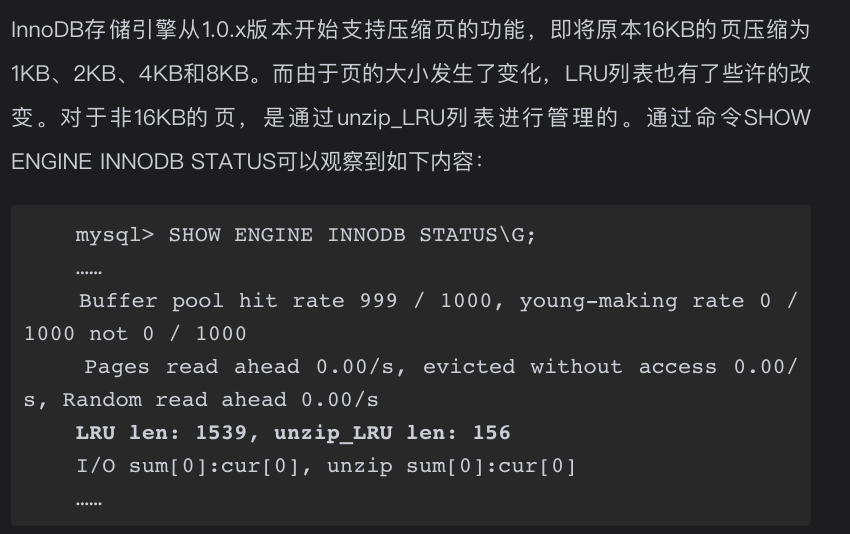 InnoDB存储引擎从1.0.x版本开始支持压缩页的功能，即将原本16KB的页压缩为
1KB、2KB、4KB和8KB。而由于页的大小发生了变化，LRU列表也有了些许的改
变。对于非16KB的页，是通过unzip_LRU列表进行管理的。通过命令SHOW
ENGINE INNODB STATUS可以观察到如下内容：
mysql> SHOW ENGINE INNODB STATUS\G;
……
Buffer pool hit rate 999 / 1000, young-making rate 0 /
1000 not 0 / 1000
Pages read ahead 0.00/s, evicted without access 0.00/
s, Random read ahead 0.00/s
LRU len: 1539, unzip_LRU len: 156
I/O sum[0]:cur[0], unzip sum[0]:cur[0]
……